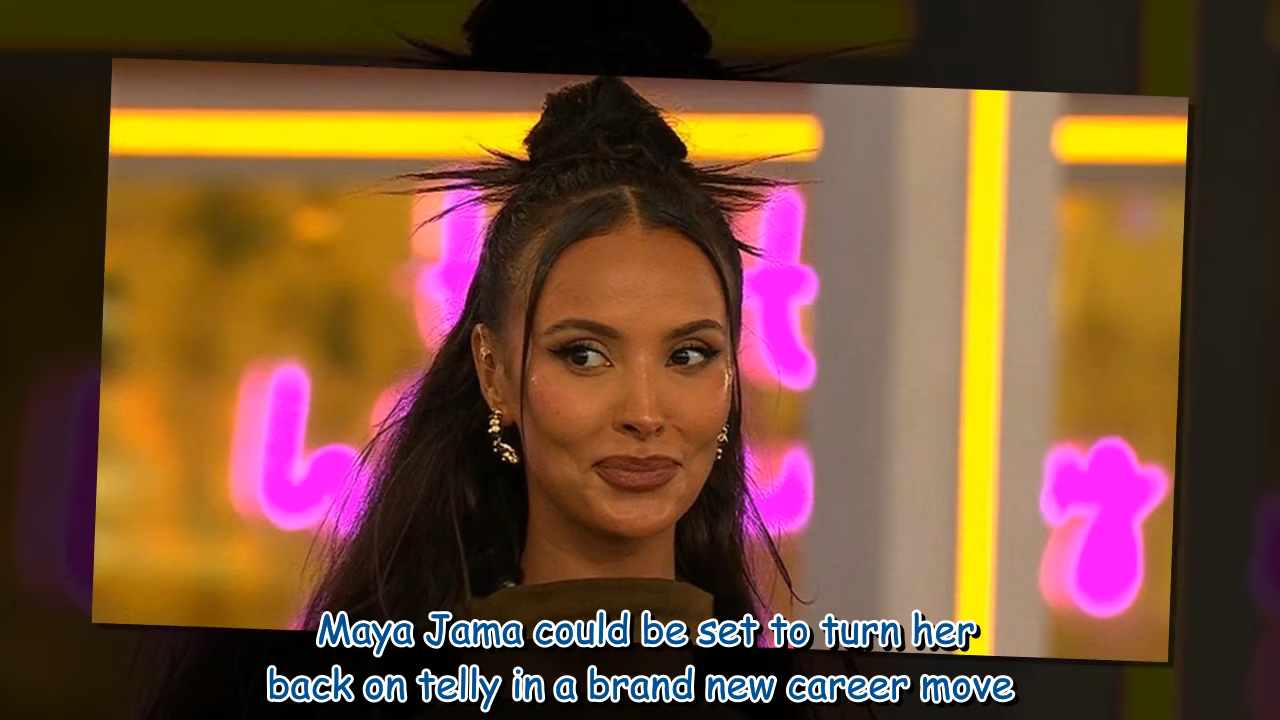 Maya Jama could be set to turn her
back on telly in a brand new career move